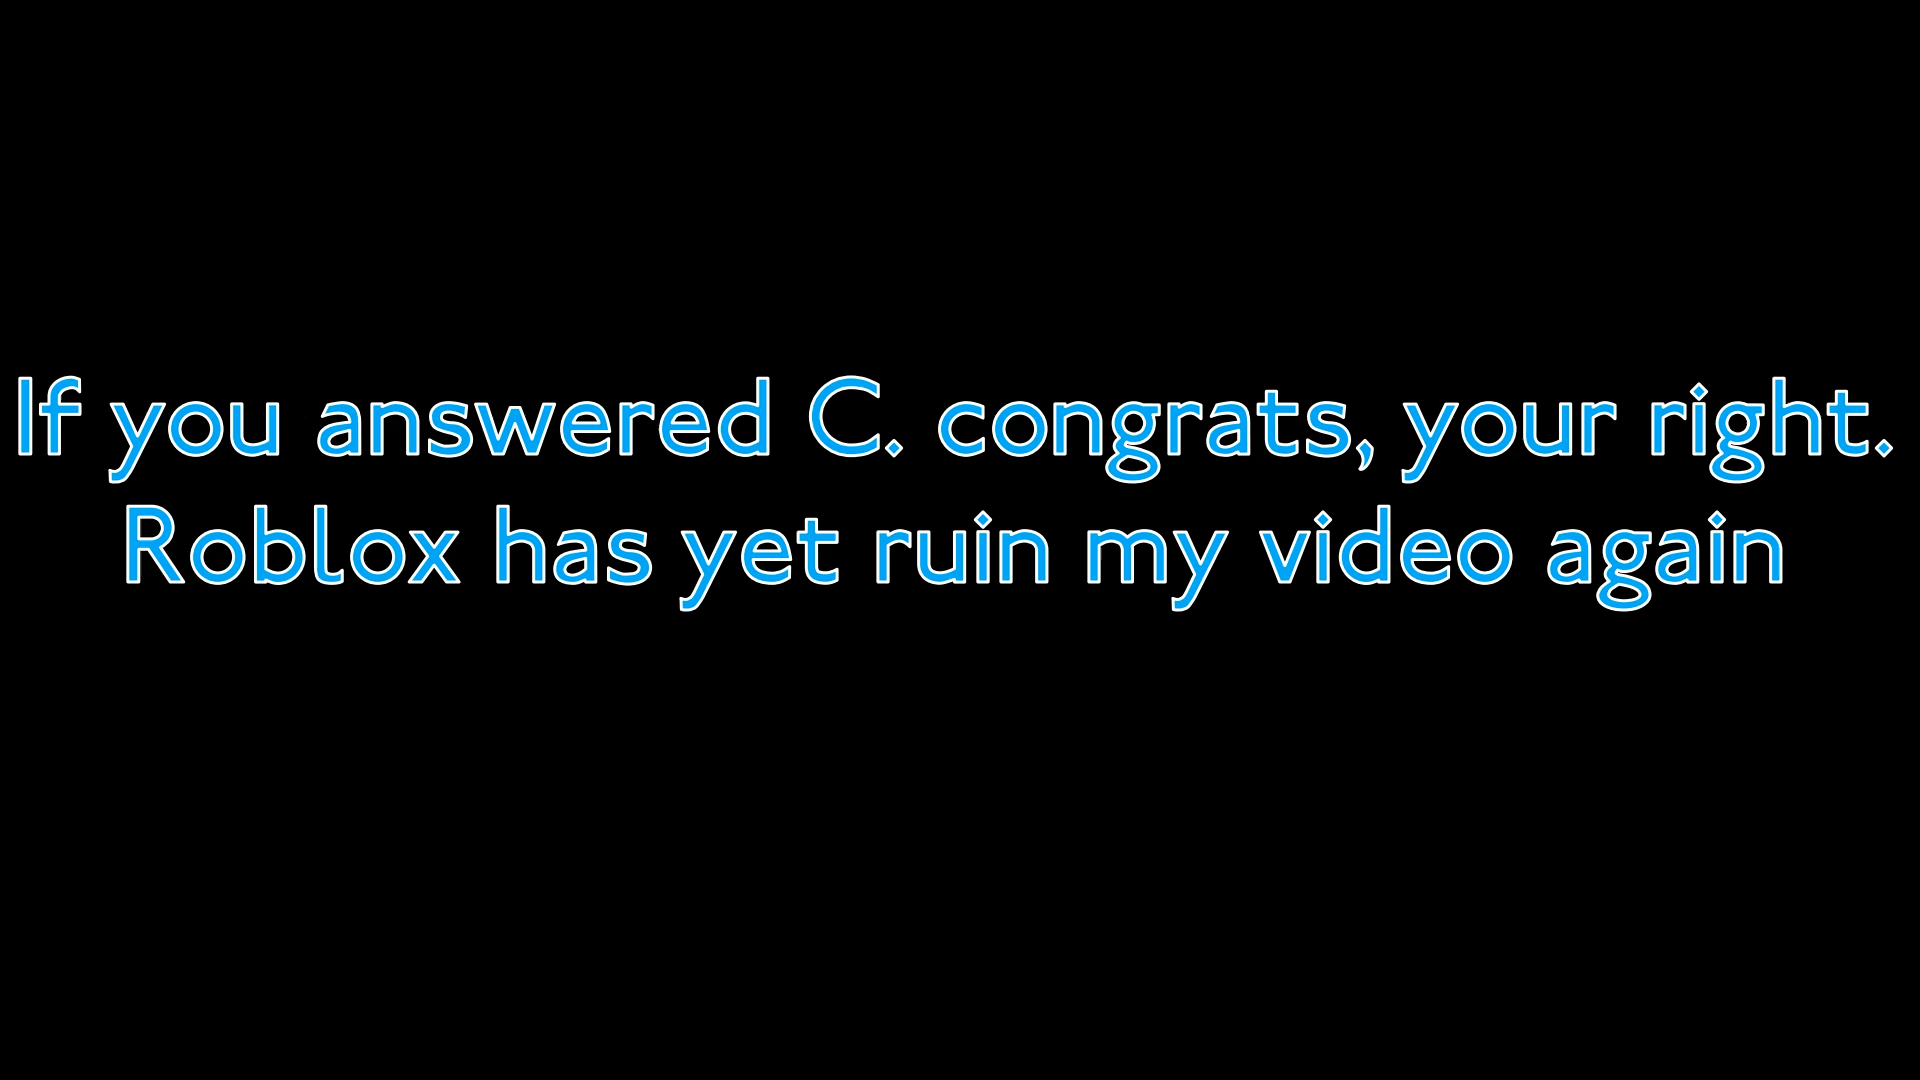 If you answered C. congrats, your right.
Roblox has yet ruin my video again